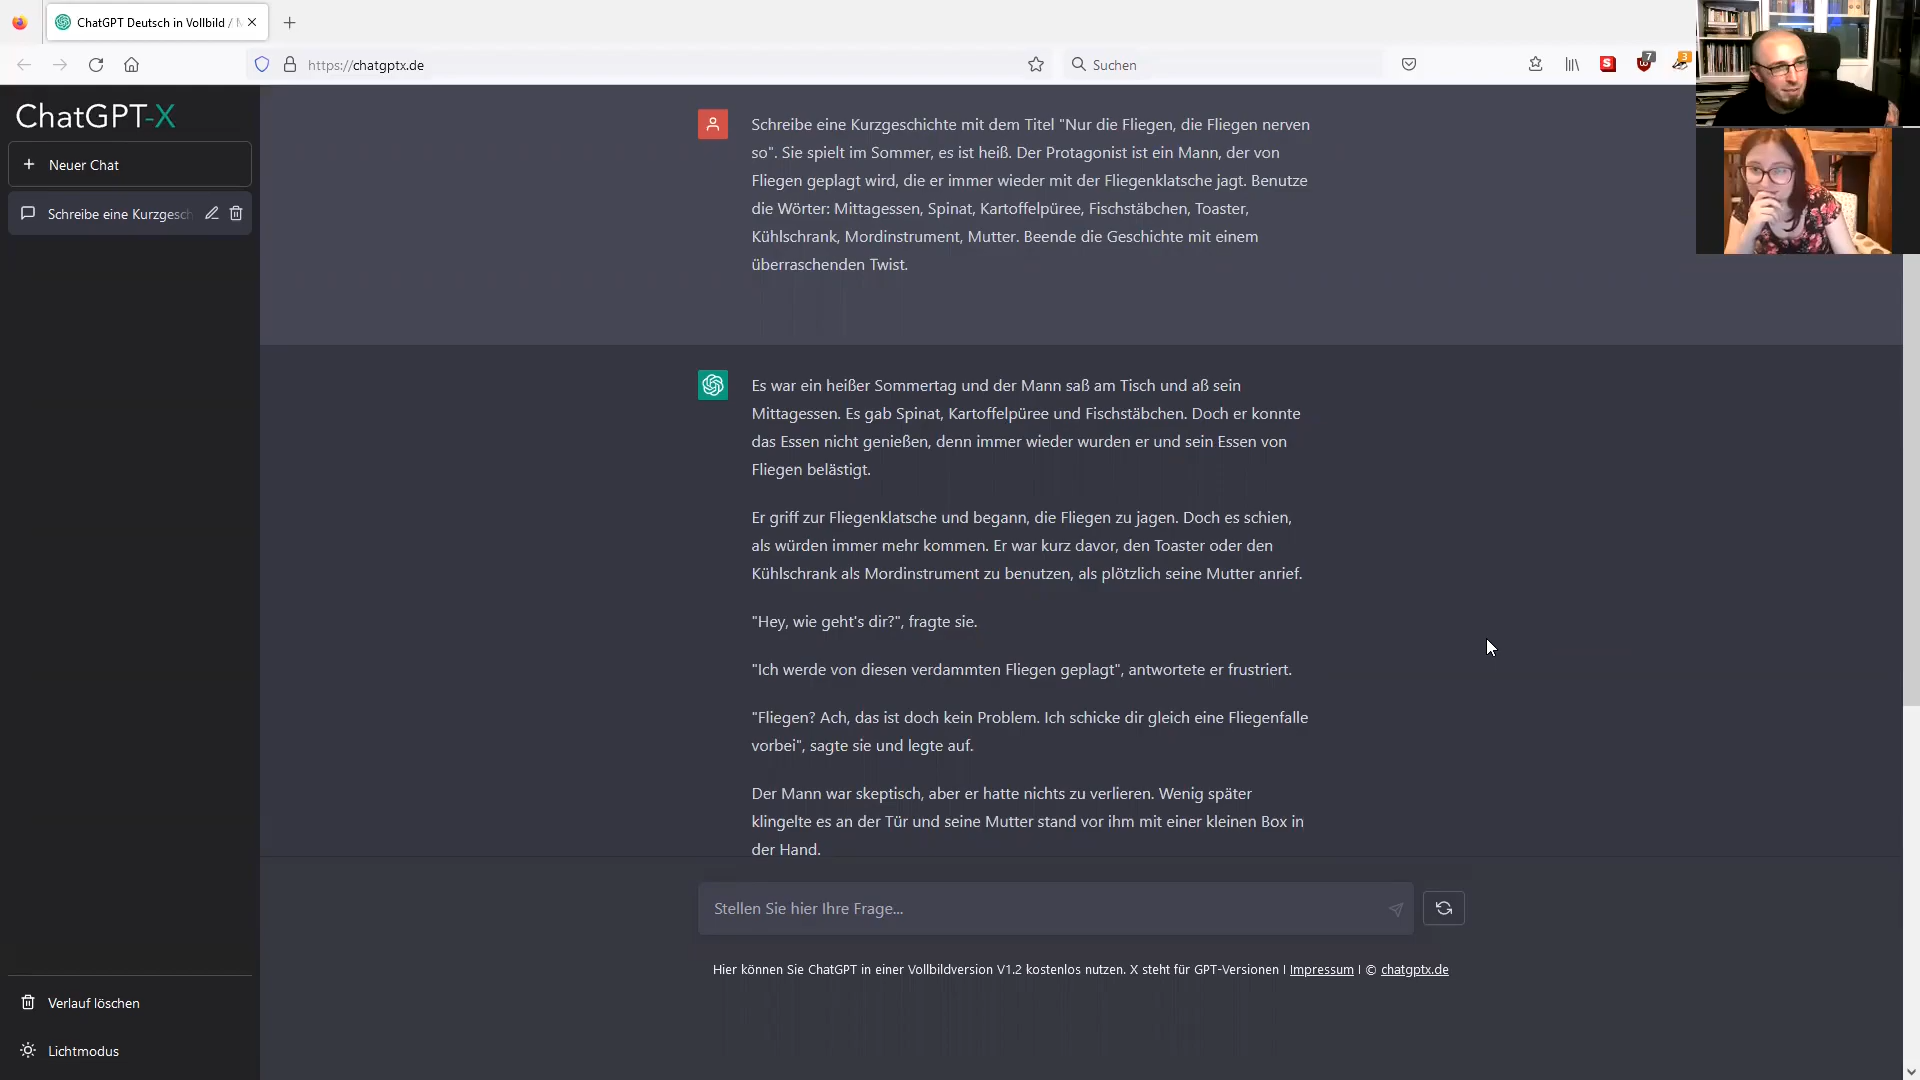 ChatGPT Deutsch in Vollbild /
https://chatgptx.de
Suchen
7
3
ChatGPT-X
Neuer Chat
Schreibe eine Kurzgesch
Schreibe eine Kurzgeschichte mit dem Titel "Nur die Fliegen, die Fliegen nerven
so". Sie spielt im Sommer, es ist heiß. Der Protagonist ist ein Mann, der von
Fliegen geplagt wird, die er immer wieder mit der Fliegenklatsche jagt. Benutze
die Wörter: Mittagessen, Spinat, Kartoffelpüree, Fischstäbchen, Toaster,
Kühlschrank, Mordinstrument, Mutter. Beende die Geschichte mit einem
überraschenden Twist.
Es war ein heißer Sommertag und der Mann saß am Tisch und aß sein
Mittagessen. Es gab Spinat, Kartoffelpüree und Fischstäbchen. Doch er konnte
das Essen nicht genießen, denn immer wieder wurden er und sein Essen von
Fliegen belästigt.
Er griff zur Fliegenklatsche und begann, die Fliegen zu jagen. Doch es schien,
als würden immer mehr kommen. Er war kurz davor, den Toaster oder den
Kühlschrank als Mordinstrument zu benutzen, als plötzlich seine Mutter anrief.
"Hey, wie geht's dir?", fragte sie.
"Ich werde von diesen verdammten Fliegen geplagt", antwortete er frustriert.
"Fliegen? Ach, das ist doch kein Problem. Ich schicke dir gleich eine Fliegenfalle
vorbei", sagte sie und legte auf.
Der Mann war skeptisch, aber er hatte nichts zu verlieren. Wenig später
klingelte es an der Tür und seine Mutter stand vor ihm mit einer kleinen Box in
der Hand.
Stellen Sie hier Ihre Frage...
Hier können Sie ChatGPT in einer Vollbildversion V1.2 kostenlos nutzen. X steht für GPT-Versionen I Impressum I © chatgptx.de
Verlauf löschen
Lichtmodus